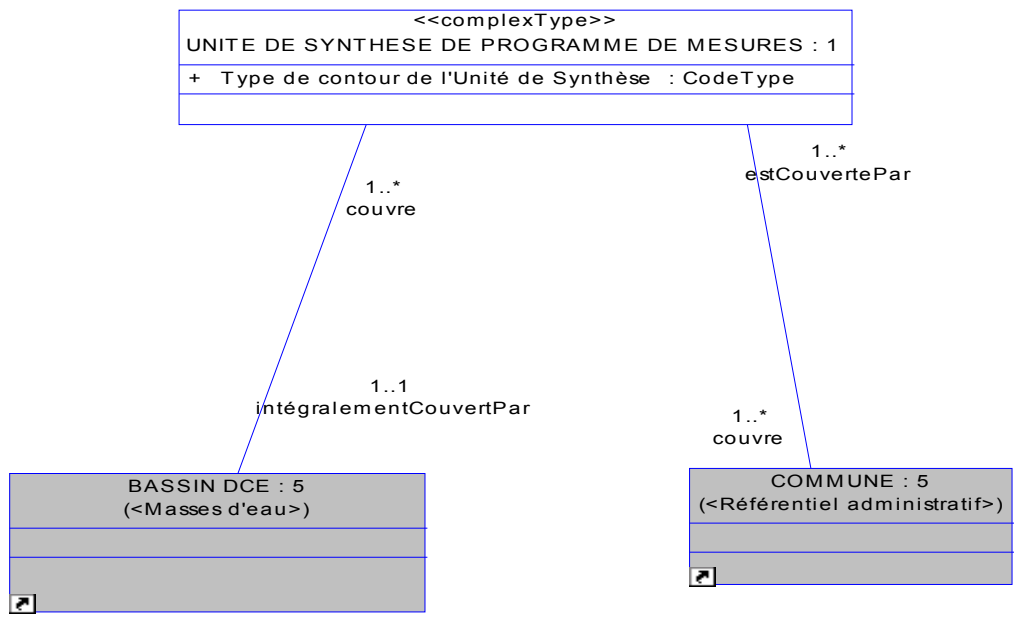 <<complexType>>
UNITE DE SYNTHESE DE PROGRAMME DE MESURES : 1
+ Type de contour de l'Unité de Synthèse : CodeType
1..*
estCouvertePar
1..*
couvre
1..1
intégralementCouvertPar
1..*
couvre
BASSIN DCE : 5
(<Masses d'eau>)
COMMUNE : 5
(<Référentiel administratif>)